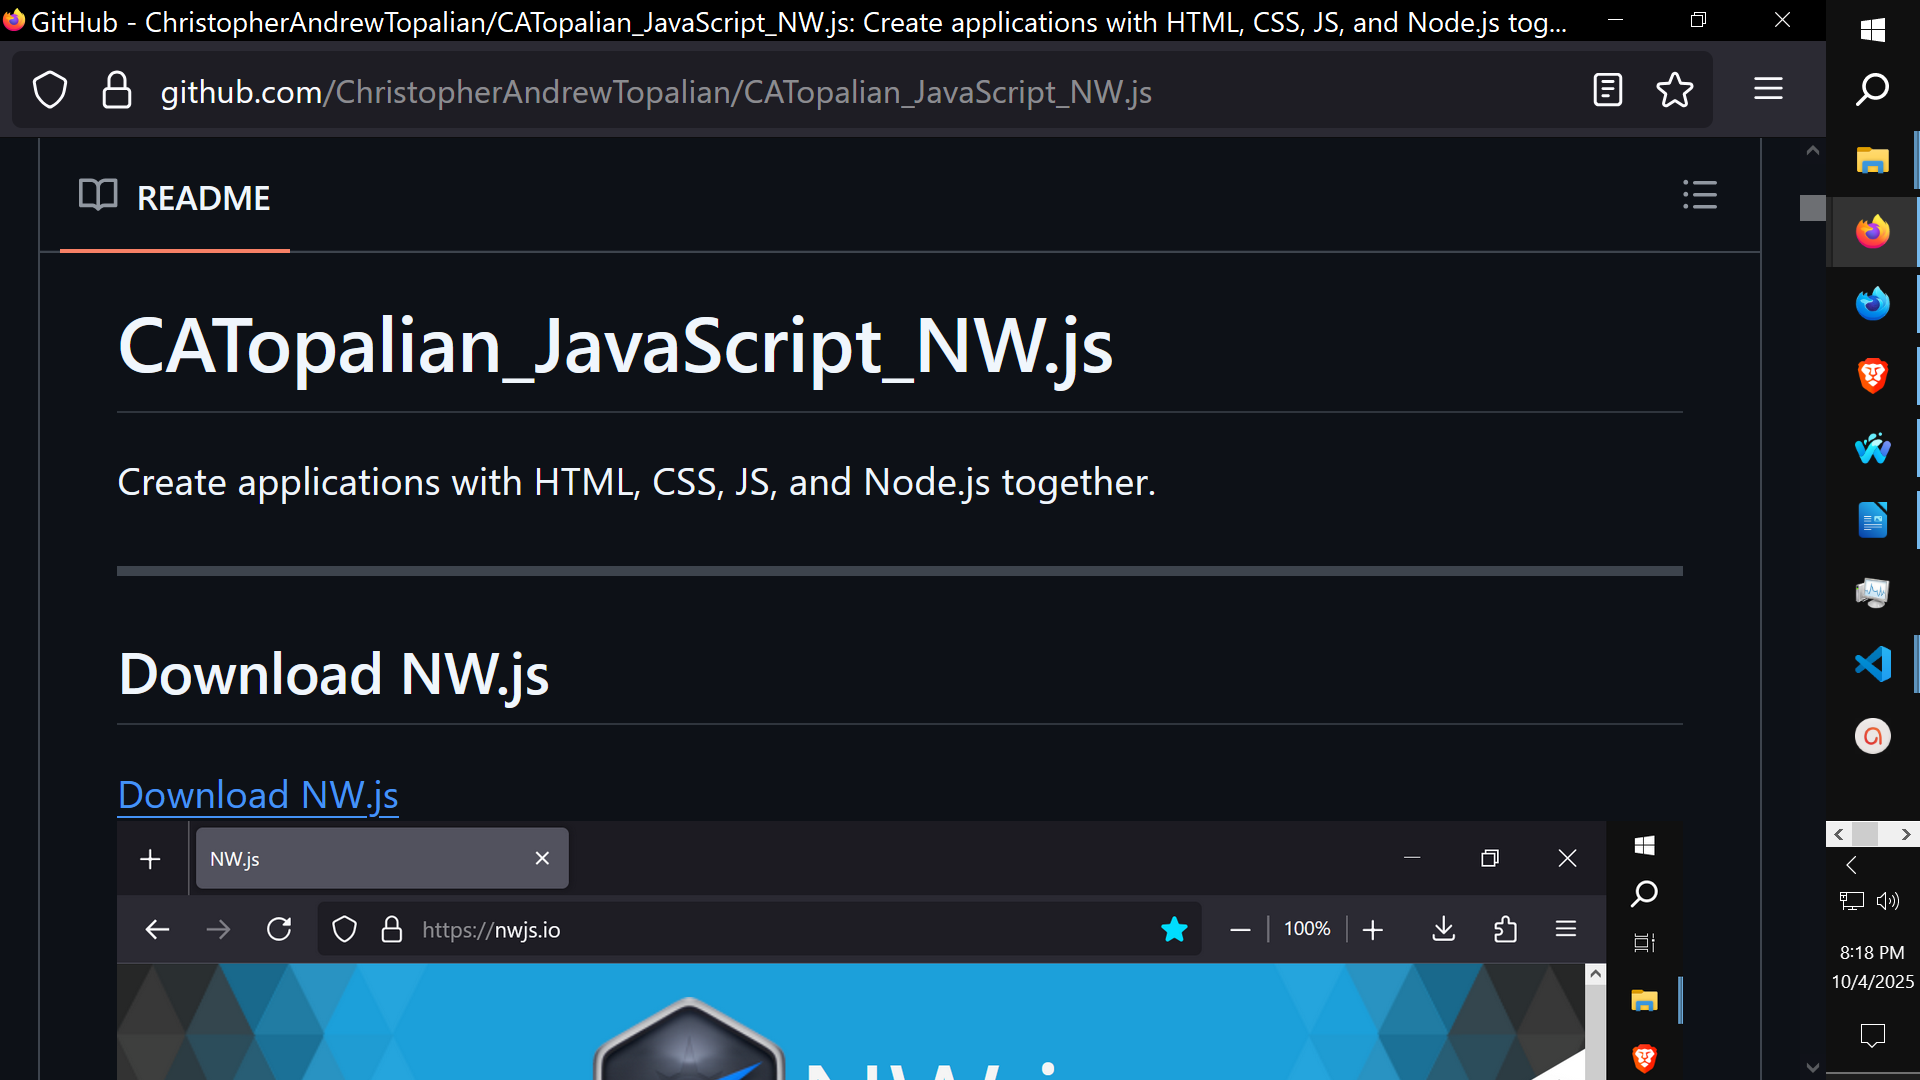 GitHub - ChristopherAndrewTopalian/CATopalian_JavaScript_NW.js: Create applications with HTML, CSS, JS, and Node.js tog...
github.com/ChristopherAndrewTopalian/CATopalian_JavaScript_NW.js
README
CATopalian_JavaScript_NW.js
Create applications with HTML, CSS, JS, and Node.js together.
Download NW.js
Download NW.js
NW.js
https://nwjs.io
100%
NW.js
8:18 PM
10/4/2025